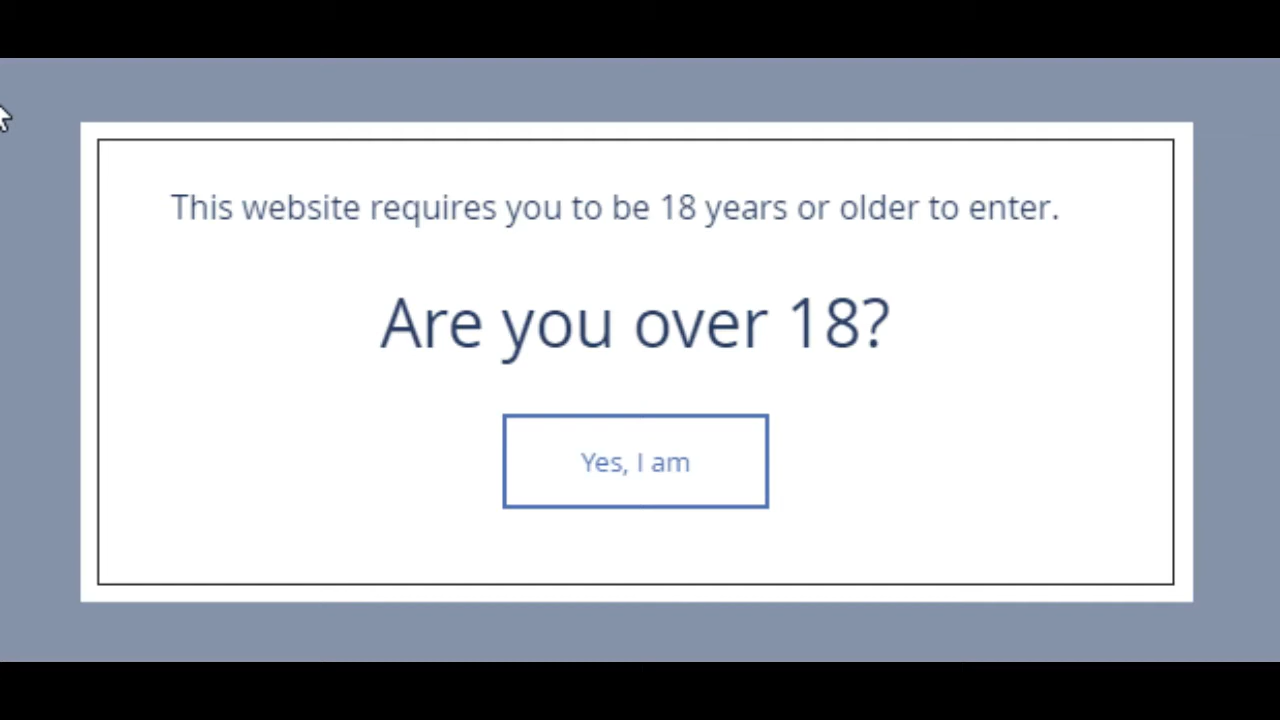 This website requires you to be 18 years or older to enter.
Are you over 18?
Yes, I am